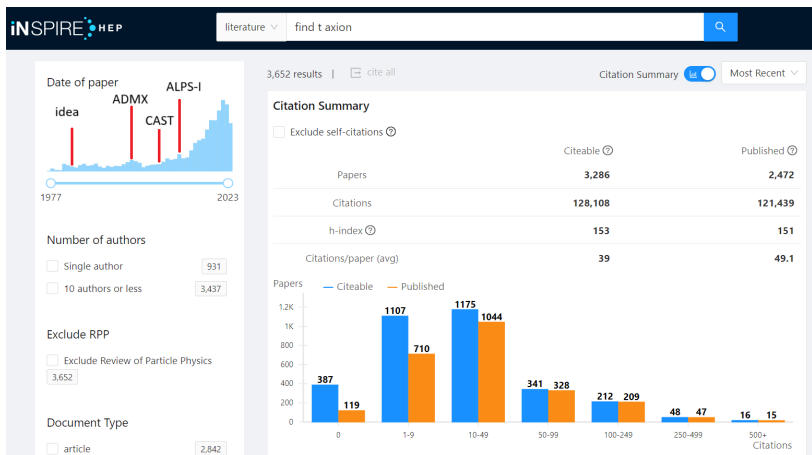 iNSPIRE HEP
literature find t axion
Date of paper
idea
ADMX
CAST
ALPS-I
1977 2023
Number of authors
Single author 931
10 authors or less 3,437
Exclude RPP
Exclude Review of Particle Physics
3,652
Document Type
article 2,842
3,652 results | cite all Citation Summary Most Recent
Citation Summary
Exclude self-citations ?
Citeable ? Published ?
Papers 3,286 2,472
Citations 128,108 121,439
h-index ? 153 151
Citations/paper (avg) 39 49.1
Papers Citeable Published
1.2K
1K
800
600
400
200
0
387 119
1107 710
1175 1044
341 328
212 209
48 47
16 15
0 1-9 10-49 50-99 100-249 250-499 500+
Citations